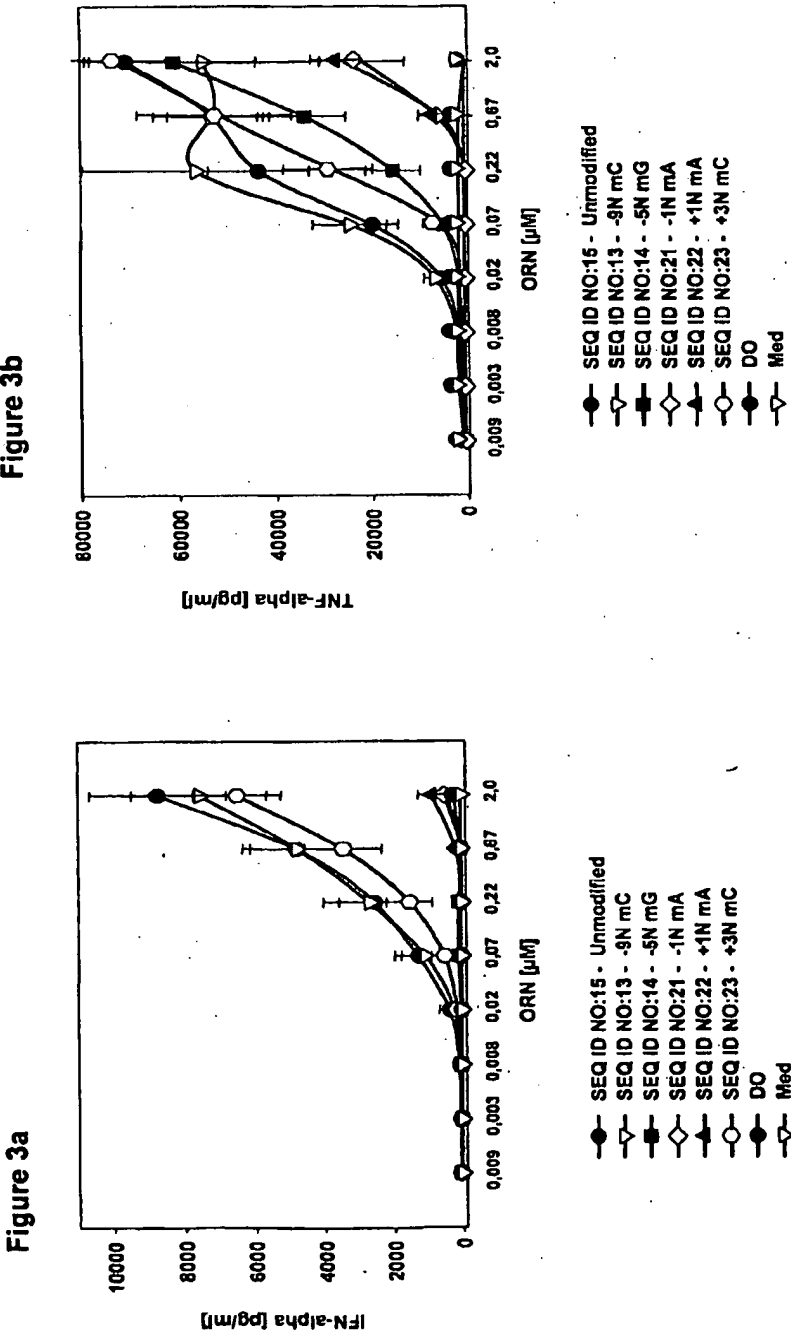 Figure 3a
IFN-alpha [pg/ml]
10000
8000
6000
4000
2000
0
0,009 0,003 0,008 0,02 0,07 0,22 0,67 2,0
ORN [µM]
SEQ ID NO:15 - Unmodified
SEQ ID NO:13 - -9N mC
SEQ ID NO:14 - -5N mG
SEQ ID NO:21 - -1N mA
SEQ ID NO:22 - +1N mA
SEQ ID NO:23 - +3N mC
DO
Med
Figure 3b
TNF-alpha [pg/ml]
80000
60000
40000
20000
0
0,009 0,003 0,008 0,02 0,07 0,22 0,67 2,0
ORN [µM]
SEQ ID NO:15 - Unmodified
SEQ ID NO:13 - -9N mC
SEQ ID NO:14 - -5N mG
SEQ ID NO:21 - -1N mA
SEQ ID NO:22 - +1N mA
SEQ ID NO:23 - +3N mC
DO
Med